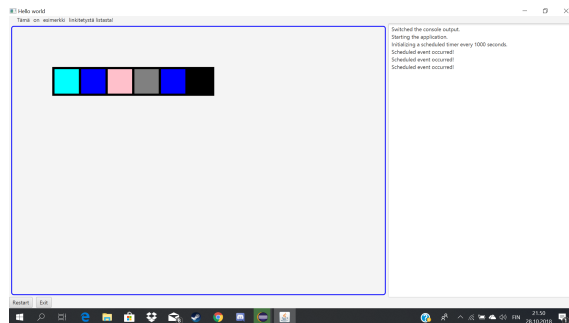 Hello world
Tämä on esimerkki linkitetystä listasta!
Switched the console output.
Starting the application.
Initializing a scheduled timer every 1000 seconds.
Scheduled event occurred!
Scheduled event occurred!
Scheduled event occurred!
Restart Exit
FIN
21.50
28.10.2018